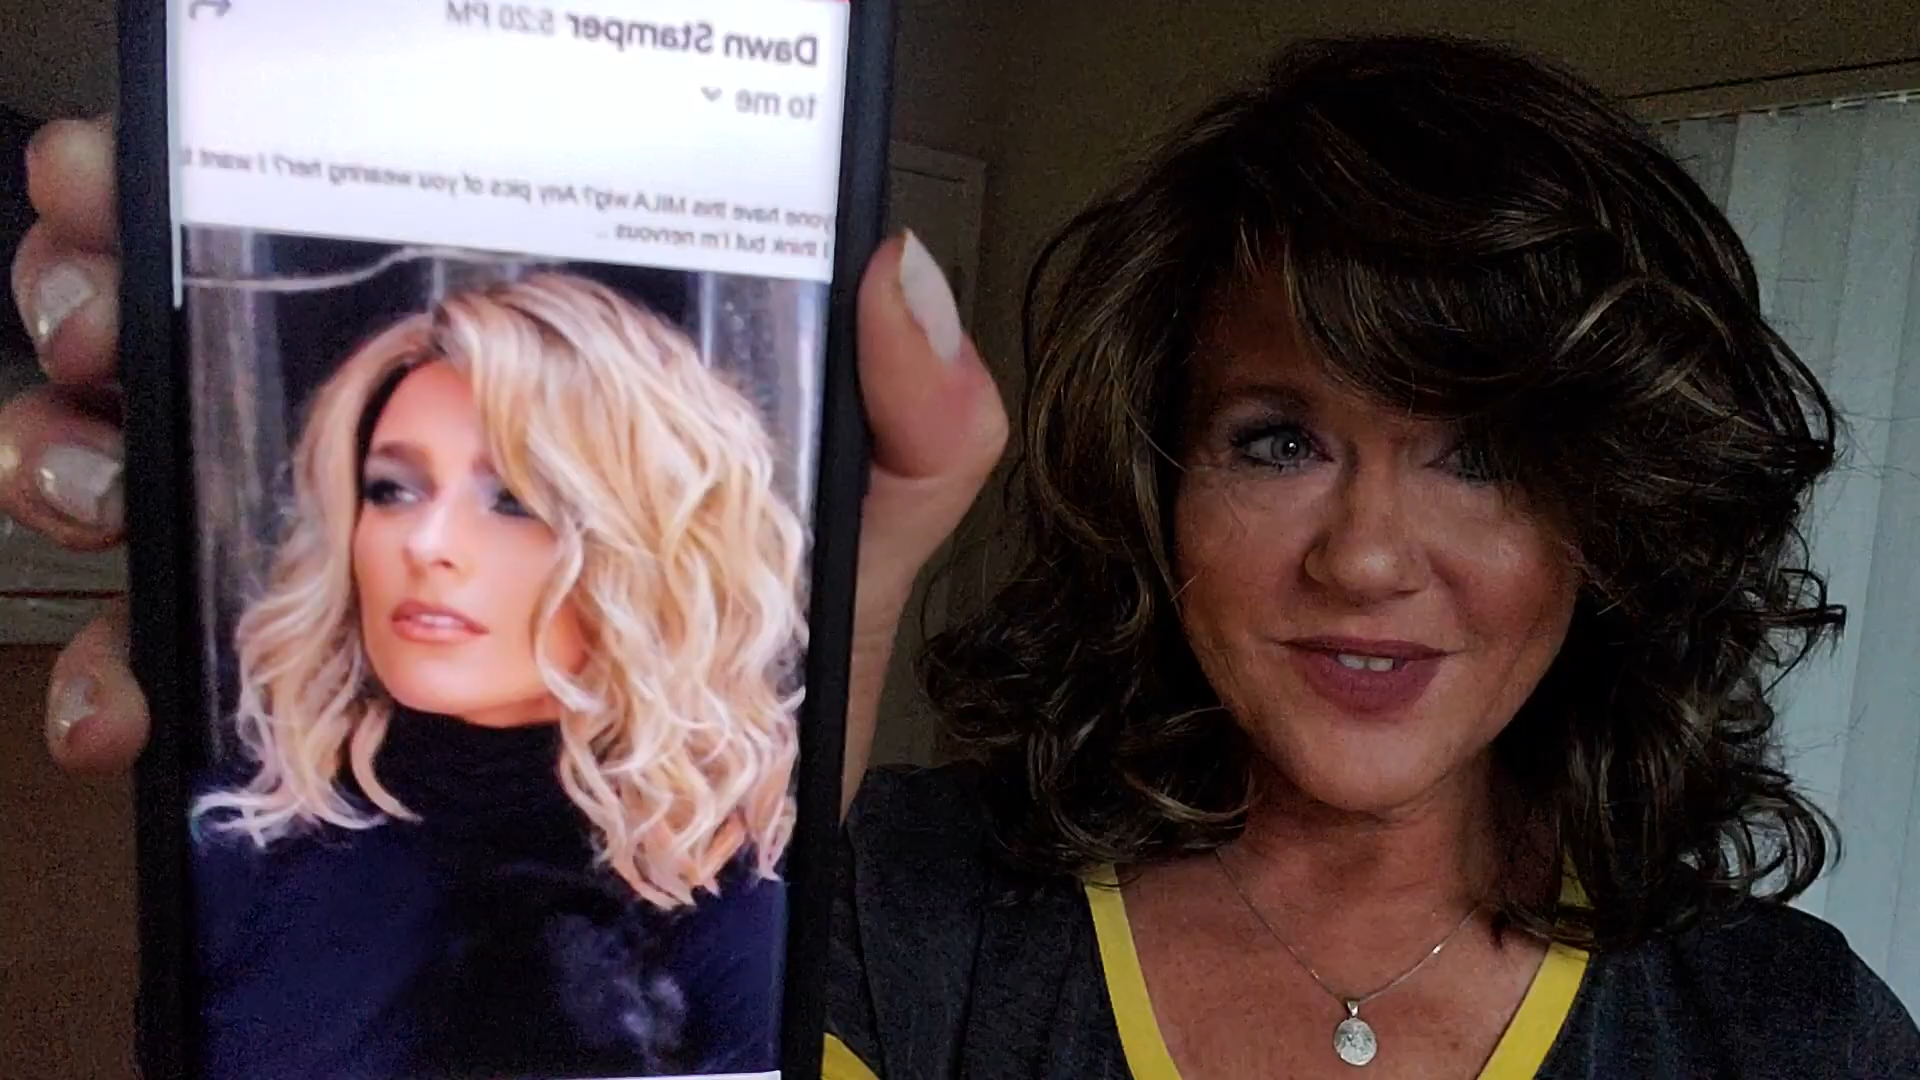 Dawn Stamper 5:20 PM
to me
yone have this MILA wig? Any pics of you wearing her? I want t
I think but I'm nervous ..